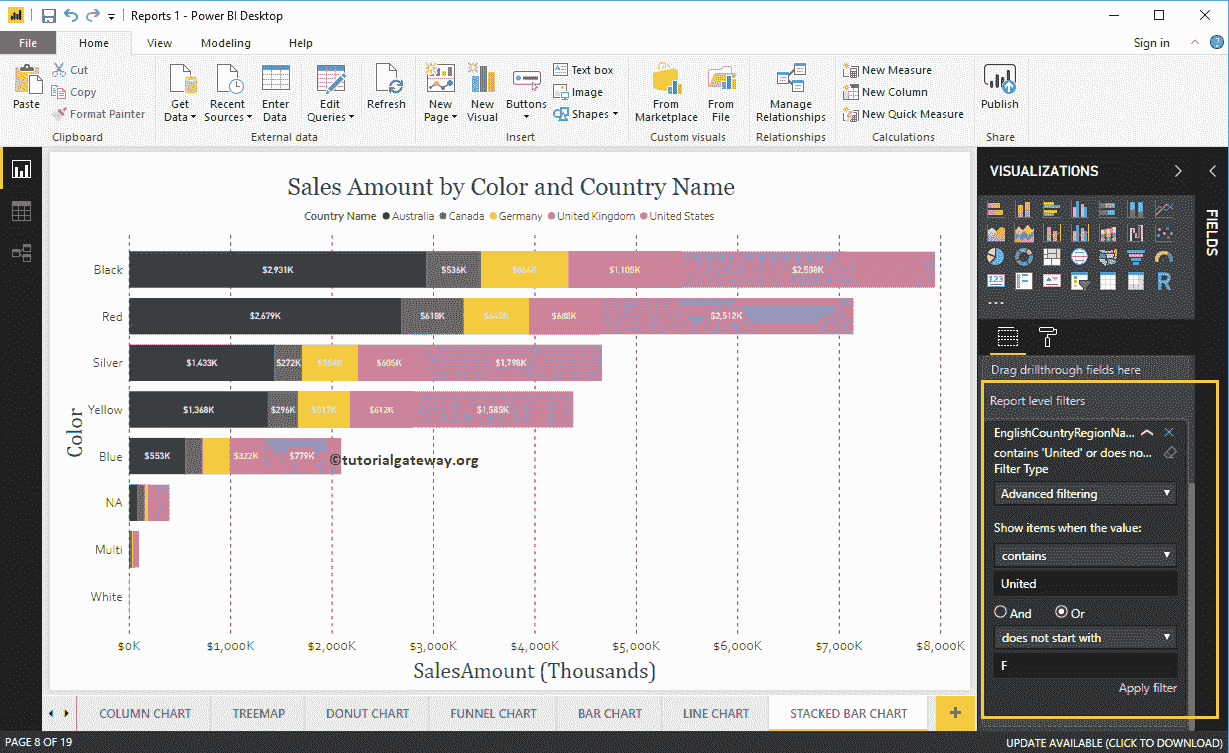 Reports 1 - Power BI Desktop
File Home View Modeling Help Sign in
Paste
Cut
Copy
Format Painter
Clipboard
Get Data
Recent Sources
Enter Data
Edit Queries
External data
Refresh
New Page
New Visual
Buttons
Text box
Image
Shapes
Insert
From Marketplace
From File
Custom visuals
Manage Relationships
Relationships
New Measure
New Column
New Quick Measure
Calculations
Publish
Share
Sales Amount by Color and Country Name
Country Name Australia Canada Germany United Kingdom United States
Color
Black $2,931K $536K $1,105K $2,508K
Red $2,679K $618K $645K $688K $2,512K
Silver $1,433K $272K $605K $1,798K
Yellow $1,368K $296K $517K $612K $1,585K
Blue $553K $322K $779K
©tutorialgateway.org
NA
Multi
White
$0K $1,000K $2,000K $3,000K $4,000K $5,000K $6,000K $7,000K $8,000K
SalesAmount (Thousands)
VISUALIZATIONS
FIELDS
123
R
...
Drag drillthrough fields here
Report level filters
EnglishCountryRegionNa...
contains 'United' or does no...
Filter Type
Advanced filtering
Show items when the value:
contains
United
And Or
does not start with
F
Apply filter
COLUMN CHART TREEMAP DONUT CHART FUNNEL CHART BAR CHART LINE CHART STACKED BAR CHART +
PAGE 8 OF 19
UPDATE AVAILABLE (CLICK TO DOWNLOAD)